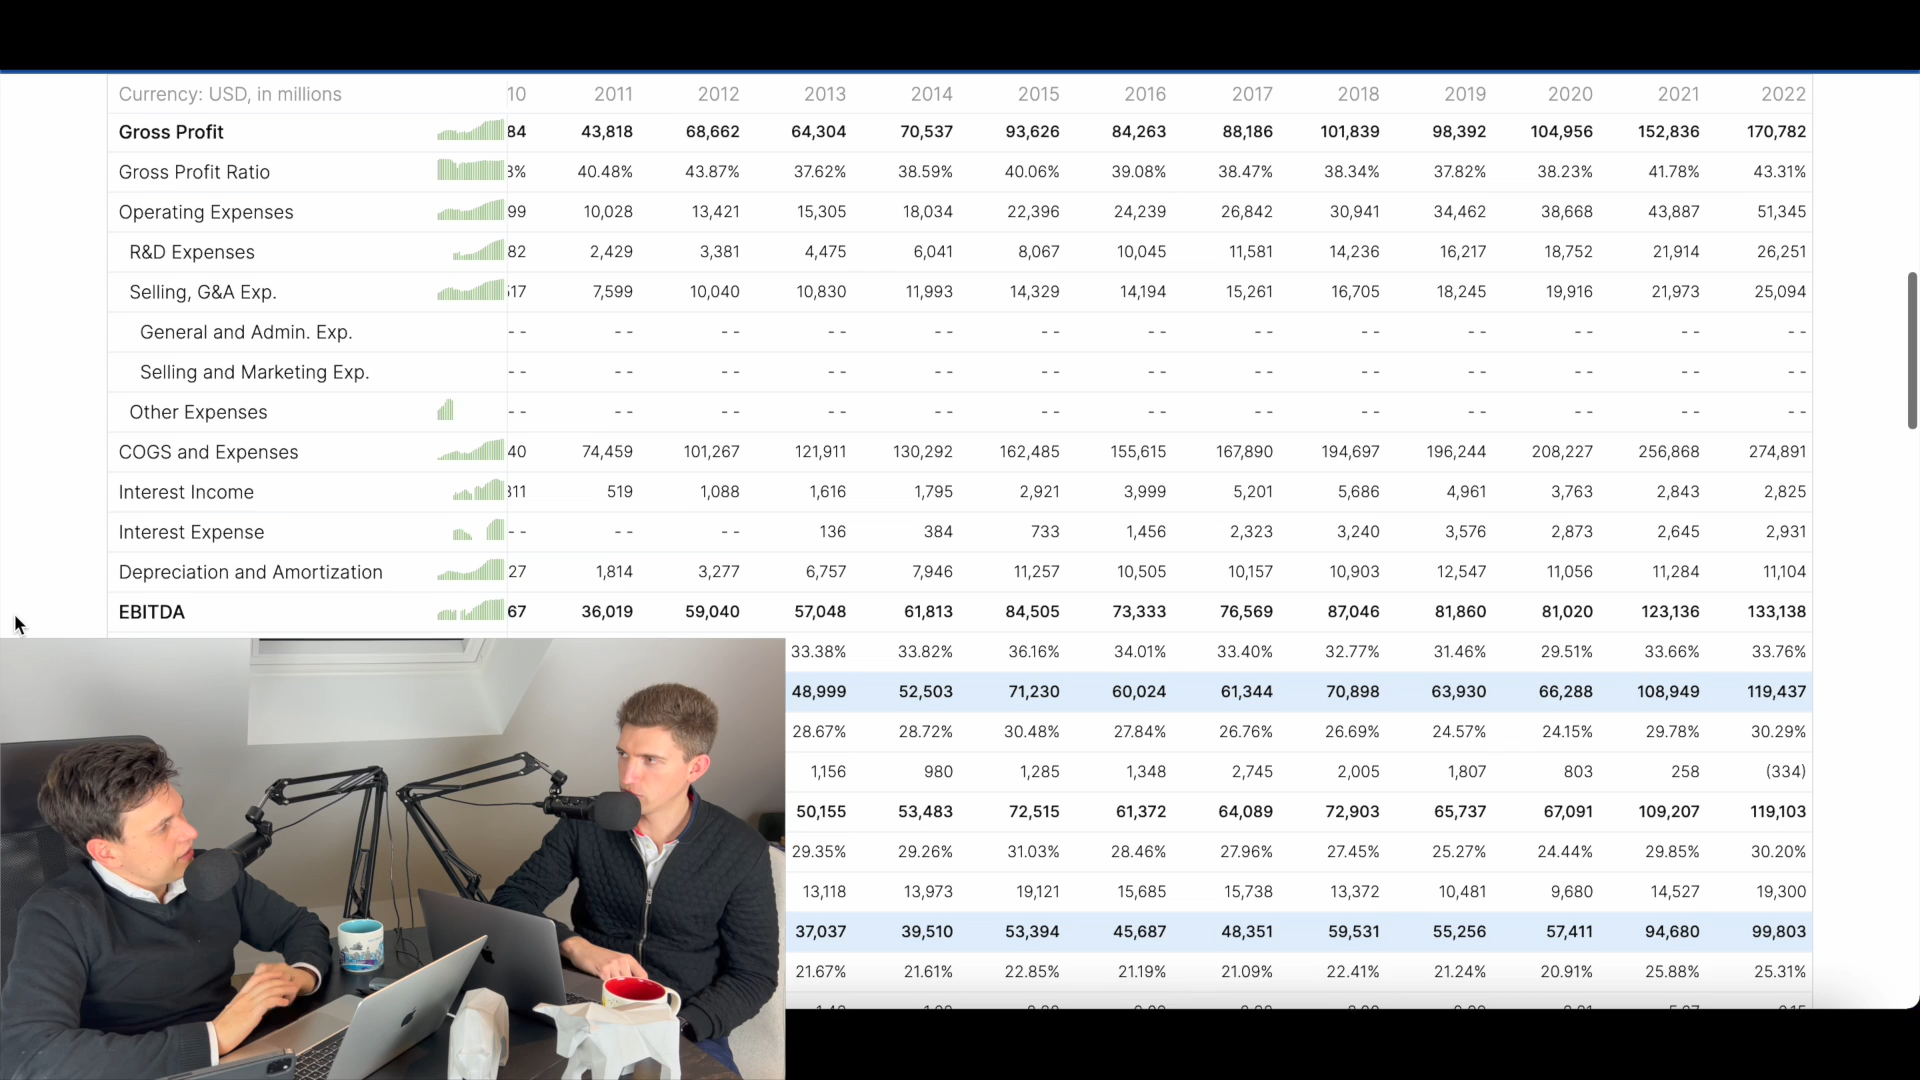 Currency: USD, in millions 10 2011 2012 2013 2014 2015 2016 2017 2018 2019 2020 2021 2022
Gross Profit 84 43,818 68,662 64,304 70,537 93,626 84,263 88,186 101,839 98,392 104,956 152,836 170,782
Gross Profit Ratio % 40.48% 43.87% 37.62% 38.59% 40.06% 39.08% 38.47% 38.34% 37.82% 38.23% 41.78% 43.31%
Operating Expenses 99 10,028 13,421 15,305 18,034 22,396 24,239 26,842 30,941 34,462 38,668 43,887 51,345
R&D Expenses 82 2,429 3,381 4,475 6,041 8,067 10,045 11,581 14,236 16,217 18,752 21,914 26,251
Selling, G&A Exp. 17 7,599 10,040 10,830 11,993 14,329 14,194 15,261 16,705 18,245 19,916 21,973 25,094
General and Admin. Exp. - - - - - - - - - - - - - - - - - - - - - - - - - -
Selling and Marketing Exp. - - - - - - - - - - - - - - - - - - - - - - - - - -
Other Expenses - - - - - - - - - - - - - - - - - - - - - - - - - -
COGS and Expenses 40 74,459 101,267 121,911 130,292 162,485 155,615 167,890 194,697 196,244 208,227 256,868 274,891
Interest Income 311 519 1,088 1,616 1,795 2,921 3,999 5,201 5,686 4,961 3,763 2,843 2,825
Interest Expense - - - - - - 136 384 733 1,456 2,323 3,240 3,576 2,873 2,645 2,931
Depreciation and Amortization 27 1,814 3,277 6,757 7,946 11,257 10,505 10,157 10,903 12,547 11,056 11,284 11,104
EBITDA 67 36,019 59,040 57,048 61,813 84,505 73,333 76,569 87,046 81,860 81,020 123,136 133,138
33.38% 33.82% 36.16% 34.01% 33.40% 32.77% 31.46% 29.51% 33.66% 33.76%
48,999 52,503 71,230 60,024 61,344 70,898 63,930 66,288 108,949 119,437
28.67% 28.72% 30.48% 27.84% 26.76% 26.69% 24.57% 24.15% 29.78% 30.29%
1,156 980 1,285 1,348 2,745 2,005 1,807 803 258 (334)
50,155 53,483 72,515 61,372 64,089 72,903 65,737 67,091 109,207 119,103
29.35% 29.26% 31.03% 28.46% 27.96% 27.45% 25.27% 24.44% 29.85% 30.20%
13,118 13,973 19,121 15,685 15,738 13,372 10,481 9,680 14,527 19,300
37,037 39,510 53,394 45,687 48,351 59,531 55,256 57,411 94,680 99,803
21.67% 21.61% 22.85% 21.19% 21.09% 22.41% 21.24% 20.91% 25.88% 25.31%